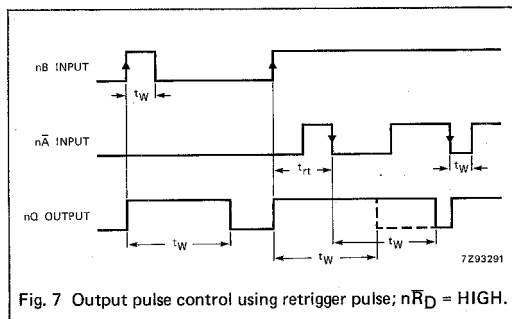 nB INPUT
tW
nA̅ INPUT
trt
tW
nQ OUTPUT
tW
tW
tW
7Z93291
Fig. 7 Output pulse control using retrigger pulse; nR̅D = HIGH.